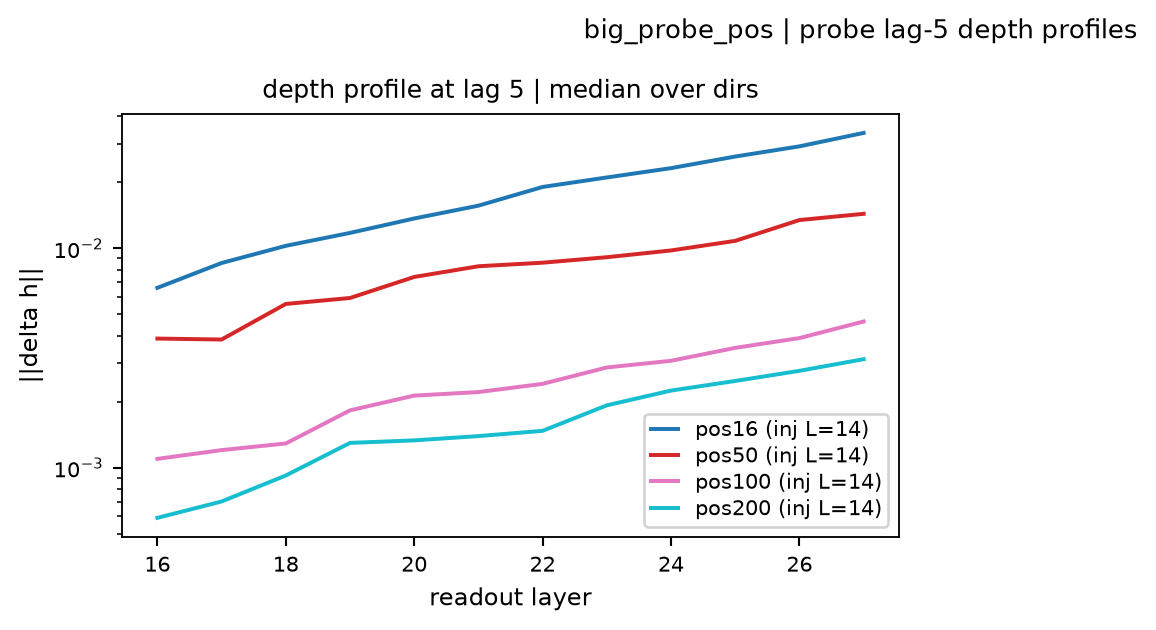 big_probe_pos | probe lag-5 depth profiles
depth profile at lag 5 | median over dirs
||delta h||
10⁻²
10⁻³
pos16 (inj L=14)
pos50 (inj L=14)
pos100 (inj L=14)
pos200 (inj L=14)
16 18 20 22 24 26
readout layer